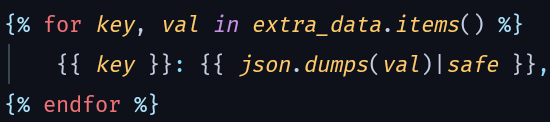 {% for key, val in extra_data.items() %}
{{ key }}: {{ json.dumps(val)|safe }},
{% endfor %}